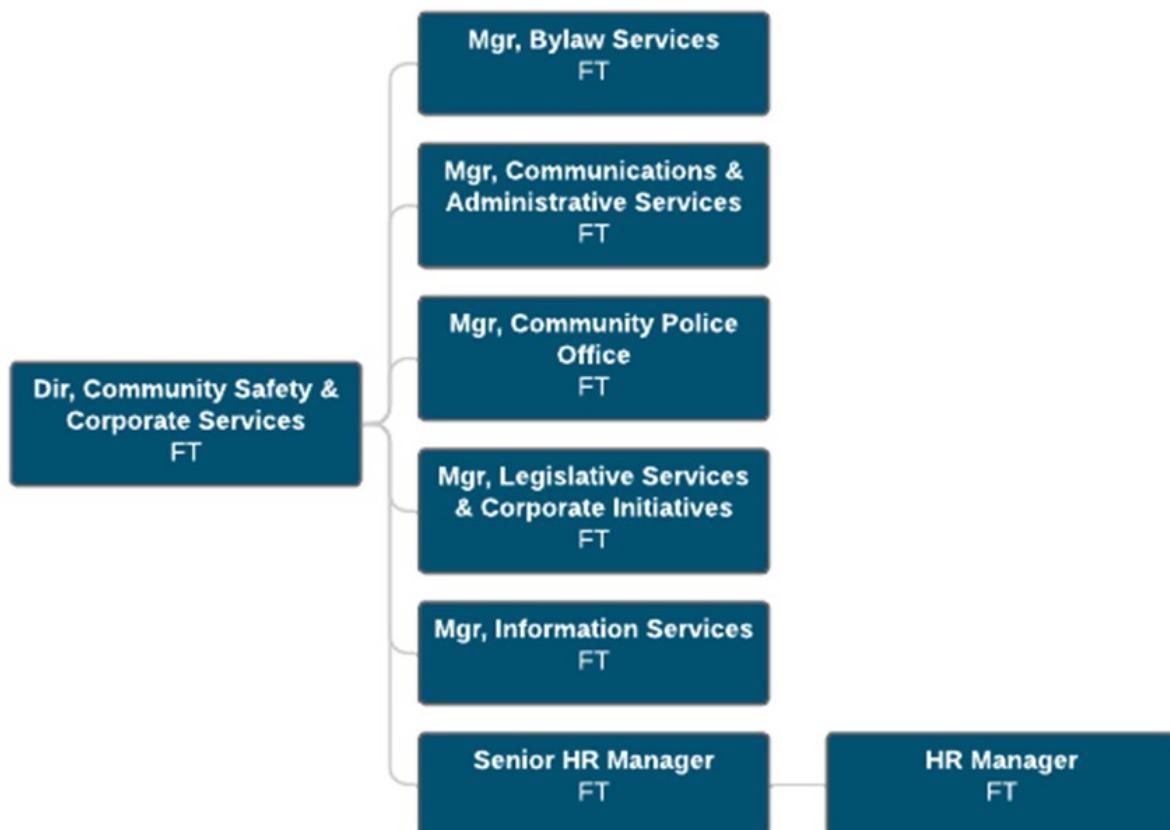 Mgr, Bylaw Services
FT
Mgr, Communications &
Administrative Services
FT
Mgr, Community Police
Office
FT
Dir, Community Safety &
Corporate Services
FT
Mgr, Legislative Services
& Corporate Initiatives
FT
Mgr, Information Services
FT
Senior HR Manager
FT
HR Manager
FT